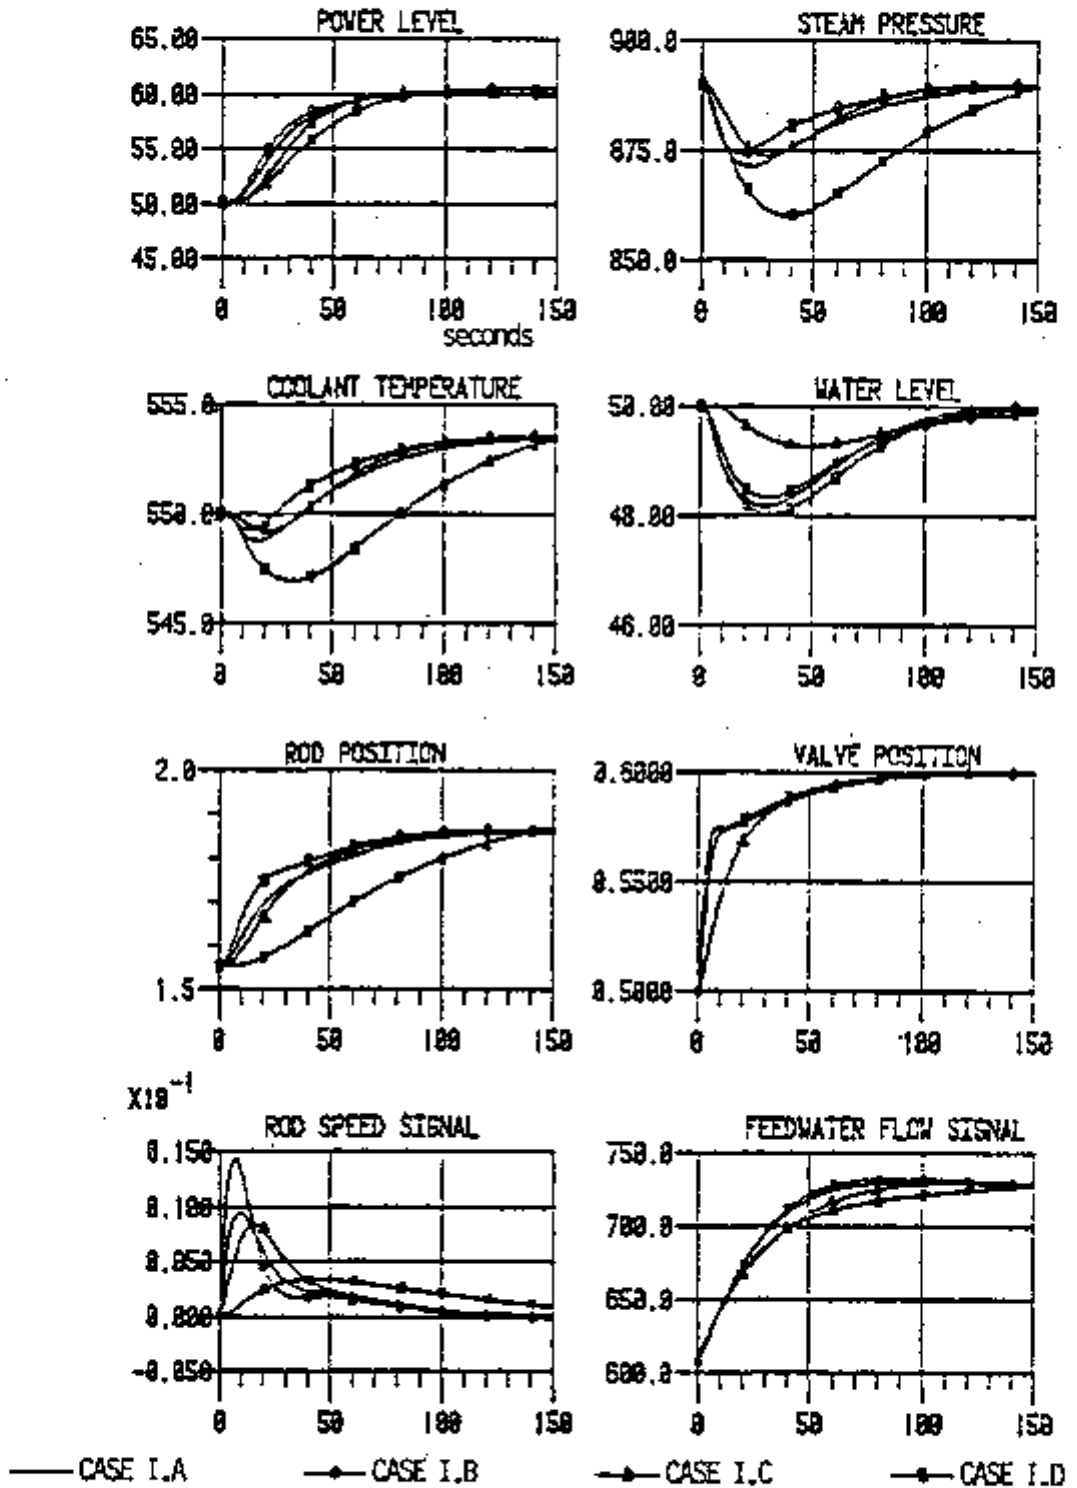 POWER LEVEL
65.00
60.00
55.00
50.00
45.00
0 50 100 150
seconds
STEAM PRESSURE
900.0
875.0
850.0
0 50 100 150
COOLANT TEMPERATURE
555.0
550.0
545.0
0 50 100 150
WATER LEVEL
50.00
48.00
46.00
0 50 100 150
ROD POSITION
2.0
1.5
0 50 100 150
VALVE POSITION
0.6000
0.5500
0.5000
0 50 100 150
X10⁻¹
ROD SPEED SIGNAL
0.150
0.100
0.050
0.000
-0.050
0 50 100 150
FEEDWATER FLOW SIGNAL
750.0
700.0
650.0
600.0
0 50 100 150
CASE I.A CASE I.B CASE I.C CASE I.D